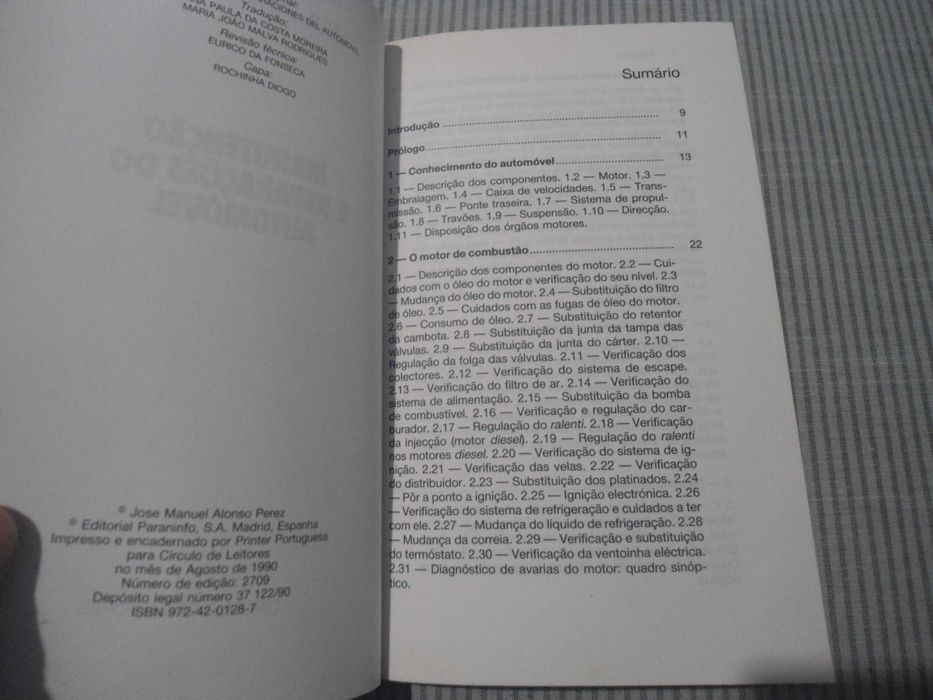 RACIONES DEL AUTOMOVIL
Tradução:
NA PAULA DA COSTA MOREIRA
MARIA JOÃO MALVA RODRIGUES
Revisão técnica:
EURICO DA FONSECA
Capa:
ROCHINHA DIOGO
© Jose Manuel Alonso Perez
© Editorial Paraninfo, S.A. Madrid, Espanha
Impresso e encadernado por Printer Portuguesa
para Círculo de Leitores
no mês de Agosto de 1990
Número de edição: 2709
Depósito legal número 37 122/90
ISBN 972-42-0128-7
Sumário
Introdução ........ 9
Prólogo ........ 11
1 — Conhecimento do automóvel ........ 13
1.1 — Descrição dos componentes. 1.2 — Motor. 1.3 —
Embraiagem. 1.4 — Caixa de velocidades. 1.5 — Trans-
missão. 1.6 — Ponte traseira. 1.7 — Sistema de propul-
são. 1.8 — Travões. 1.9 — Suspensão. 1.10 — Direcção.
1.11 — Disposição dos órgãos motores.
2 — O motor de combustão ........ 22
2.1 — Descrição dos componentes do motor. 2.2 — Cui-
dados com o óleo do motor e verificação do seu nível. 2.3
— Mudança do óleo do motor. 2.4 — Substituição do filtro
de óleo. 2.5 — Cuidados com as fugas de óleo do motor.
2.6 — Consumo de óleo. 2.7 — Substituição do retentor
da cambota. 2.8 — Substituição da junta da tampa das
válvulas. 2.9 — Substituição da junta do cárter. 2.10 —
Regulação da folga das válvulas. 2.11 — Verificação dos
colectores. 2.12 — Verificação do sistema de escape.
2.13 — Verificação do filtro de ar. 2.14 — Verificação do
sistema de alimentação. 2.15 — Substituição da bomba
de combustível. 2.16 — Verificação e regulação do car-
burador. 2.17 — Regulação do ralenti. 2.18 — Verificação
da injecção (motor diesel). 2.19 — Regulação do ralenti
nos motores diesel. 2.20 — Verificação do sistema de ig-
nição. 2.21 — Verificação das velas. 2.22 — Verificação
do distribuidor. 2.23 — Substituição dos platinados. 2.24
— Pôr a ponto a ignição. 2.25 — Ignição electrónica. 2.26
— Verificação do sistema de refrigeração e cuidados a ter
com ele. 2.27 — Mudança do líquido de refrigeração. 2.28
— Mudança da correia. 2.29 — Verificação e substituição
do termóstato. 2.30 — Verificação da ventoinha eléctrica.
2.31 — Diagnóstico de avarias do motor: quadro sinóp-
tico.